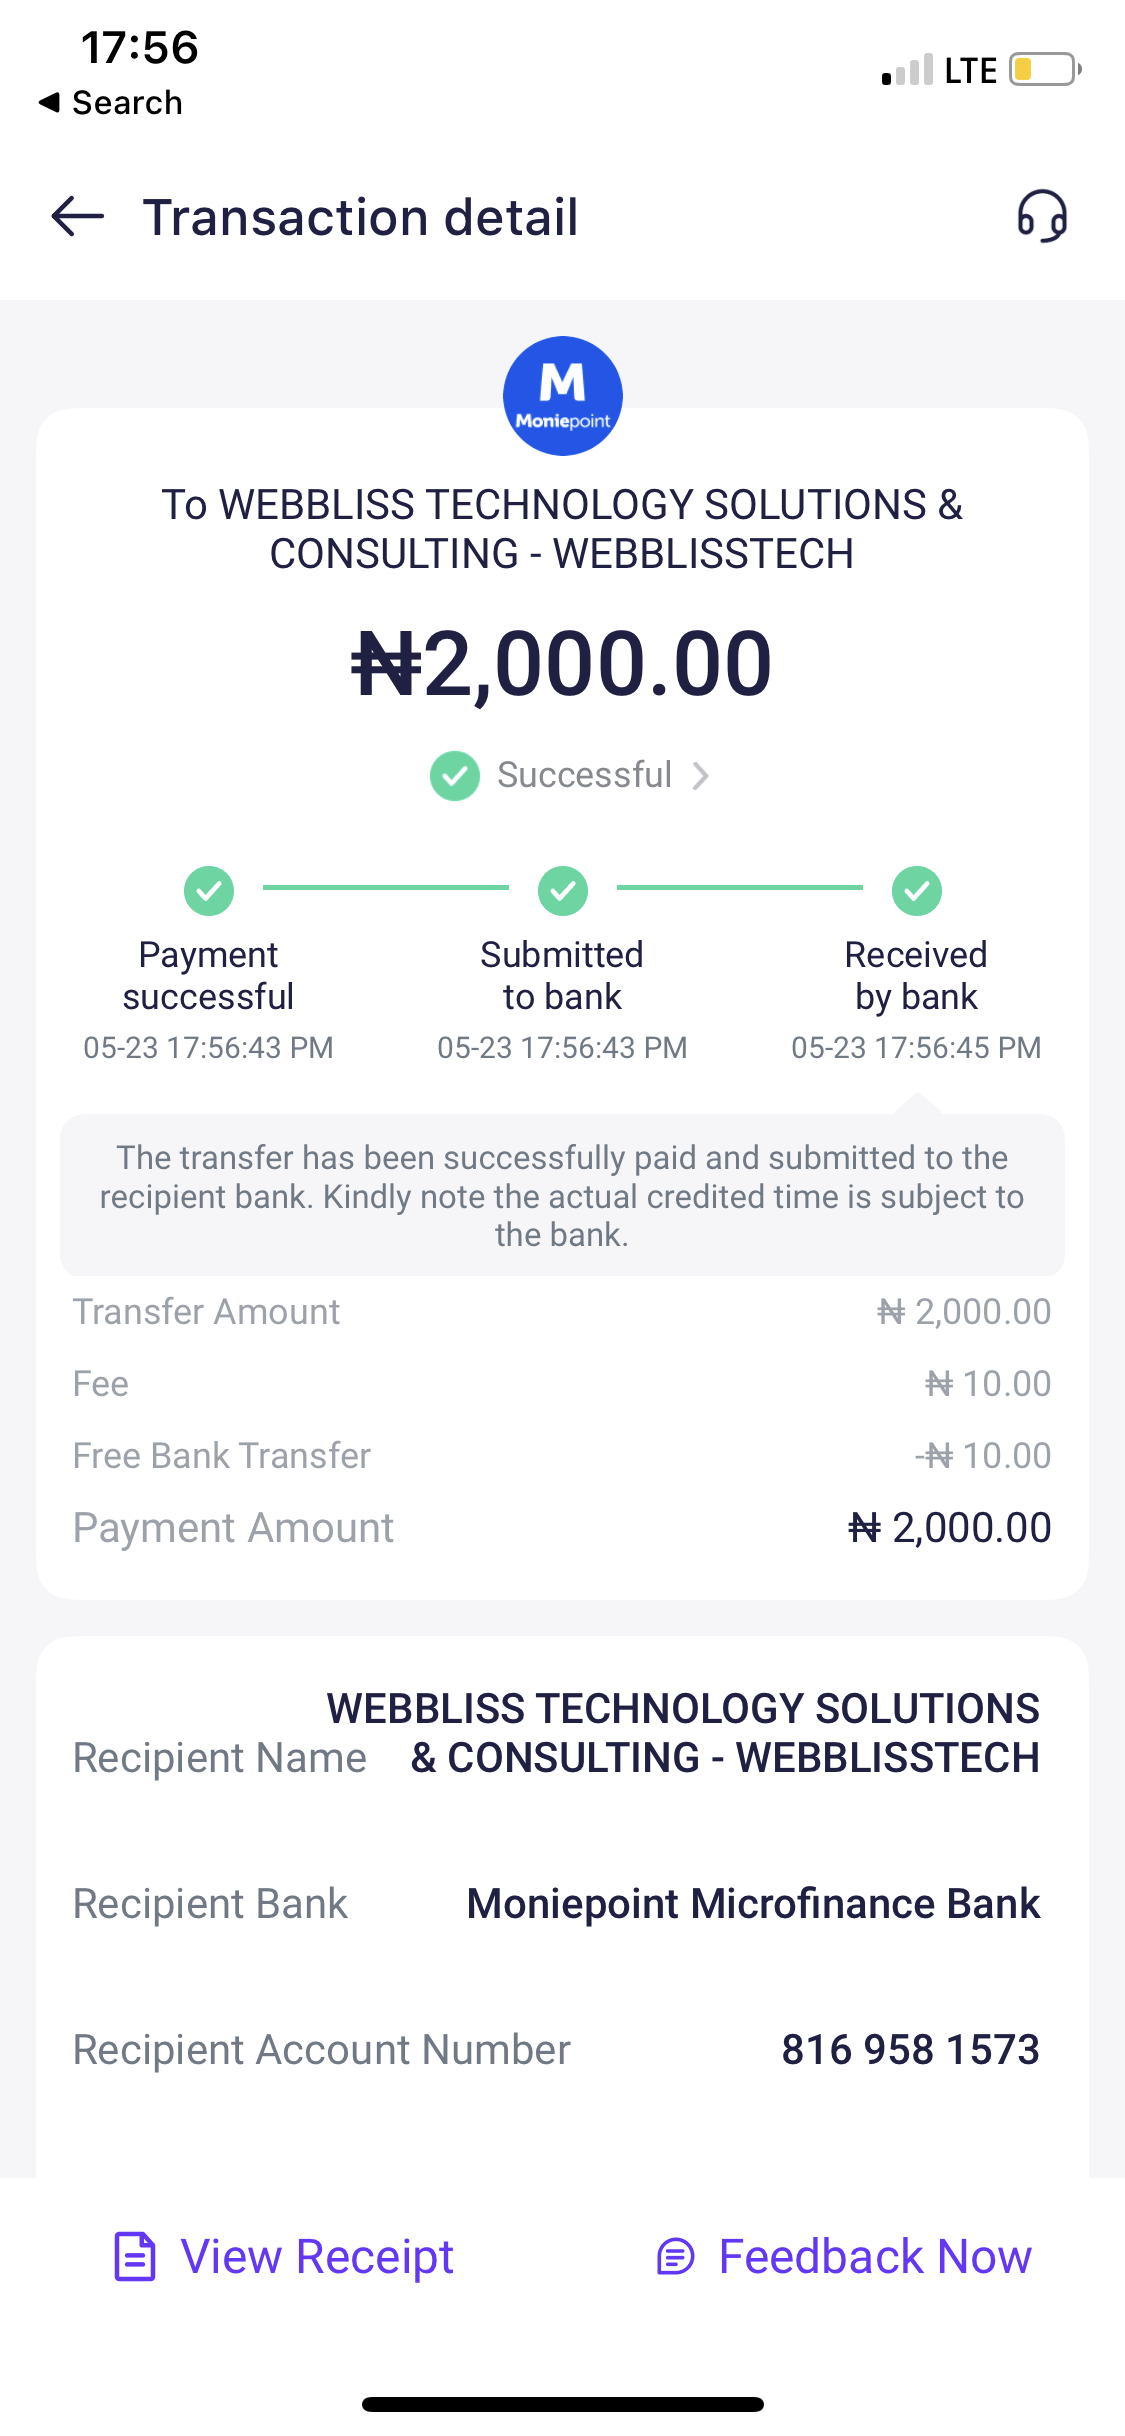 17:56
◀ Search
LTE
Transaction detail
M
Moniepoint
To WEBBLISS TECHNOLOGY SOLUTIONS &
CONSULTING - WEBBLISSTECH
₦2,000.00
Successful
Payment
successful
05-23 17:56:43 PM
Submitted
to bank
05-23 17:56:43 PM
Received
by bank
05-23 17:56:45 PM
The transfer has been successfully paid and submitted to the
recipient bank. Kindly note the actual credited time is subject to
the bank.
Transfer Amount ₦ 2,000.00
Fee ₦ 10.00
Free Bank Transfer -₦ 10.00
Payment Amount ₦ 2,000.00
WEBBLISS TECHNOLOGY SOLUTIONS
Recipient Name & CONSULTING - WEBBLISSTECH
Recipient Bank Moniepoint Microfinance Bank
Recipient Account Number 816 958 1573
View Receipt Feedback Now